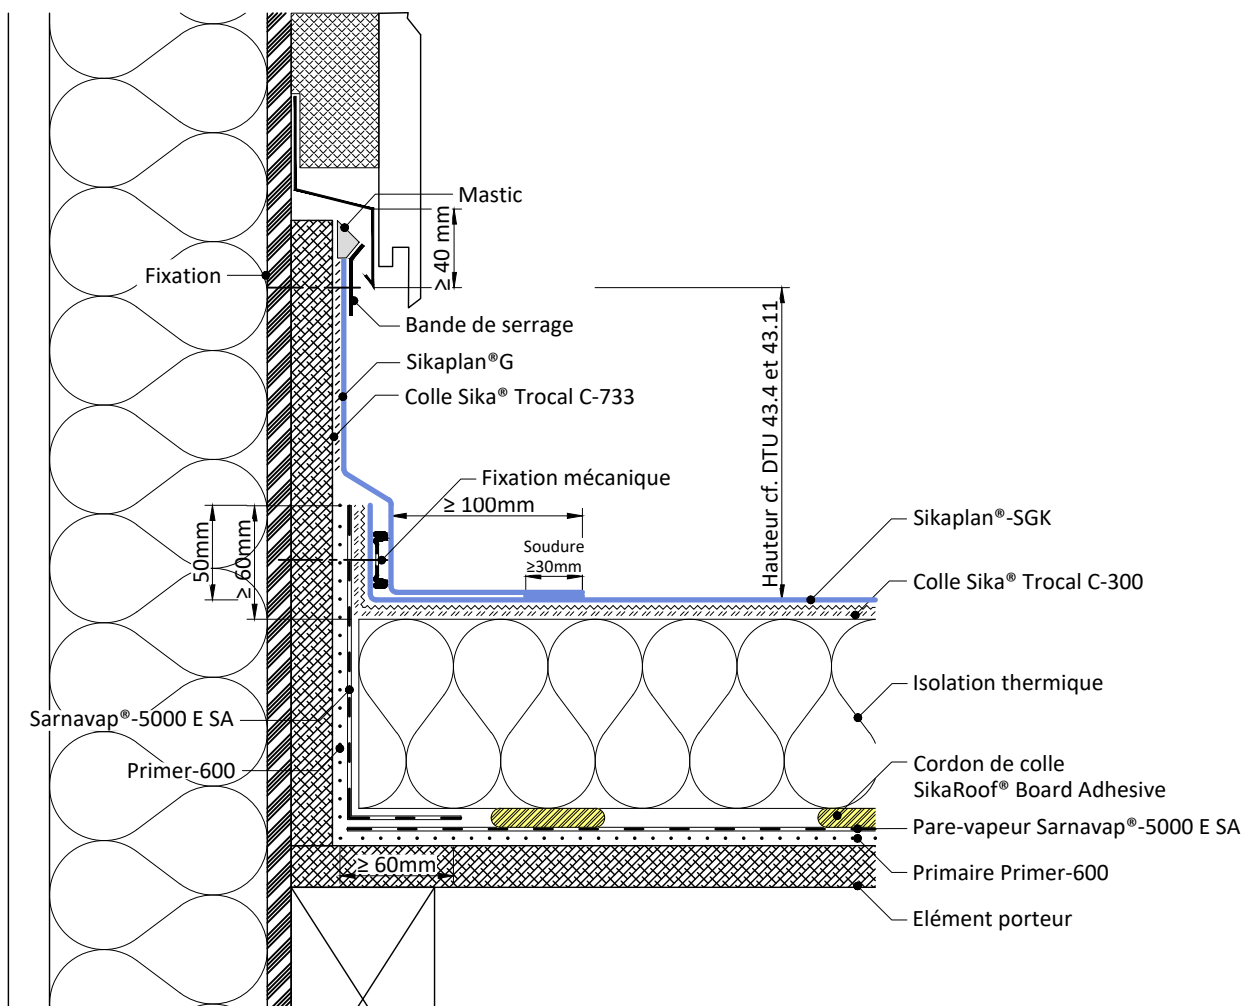 Mastic
≥ 40 mm
Fixation
Bande de serrage
Sikaplan®G
Colle Sika® Trocal C-733
Hauteur cf. DTU 43.4 et 43.11
Fixation mécanique
≥ 100mm
Soudure
≥30mm
50mm
≥ 60mm
Sikaplan®-SGK
Colle Sika® Trocal C-300
Isolation thermique
Sarnavap®-5000 E SA
Primer-600
Cordon de colle
SikaRoof® Board Adhesive
Pare-vapeur Sarnavap®-5000 E SA
≥ 60mm
Primaire Primer-600
Elément porteur